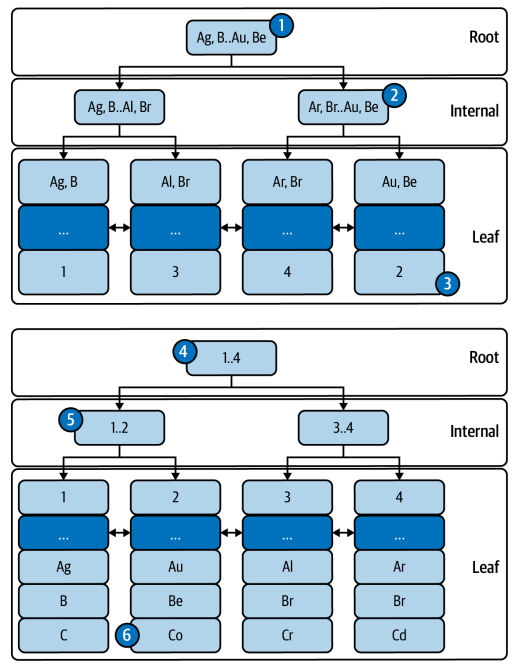 Ag, B..Au, Be
1
Root
Ag, B..Al, Br
Ar, Br..Au, Be
2
Internal
Ag, B
Al, Br
Ar, Br
Au, Be
...
...
...
...
Leaf
1
3
4
2
3
4
1..4
Root
5
1..2
3..4
Internal
1
2
3
4
...
...
...
...
Ag
Au
Al
Ar
Leaf
B
Be
Br
Br
C
6
Co
Cr
Cd